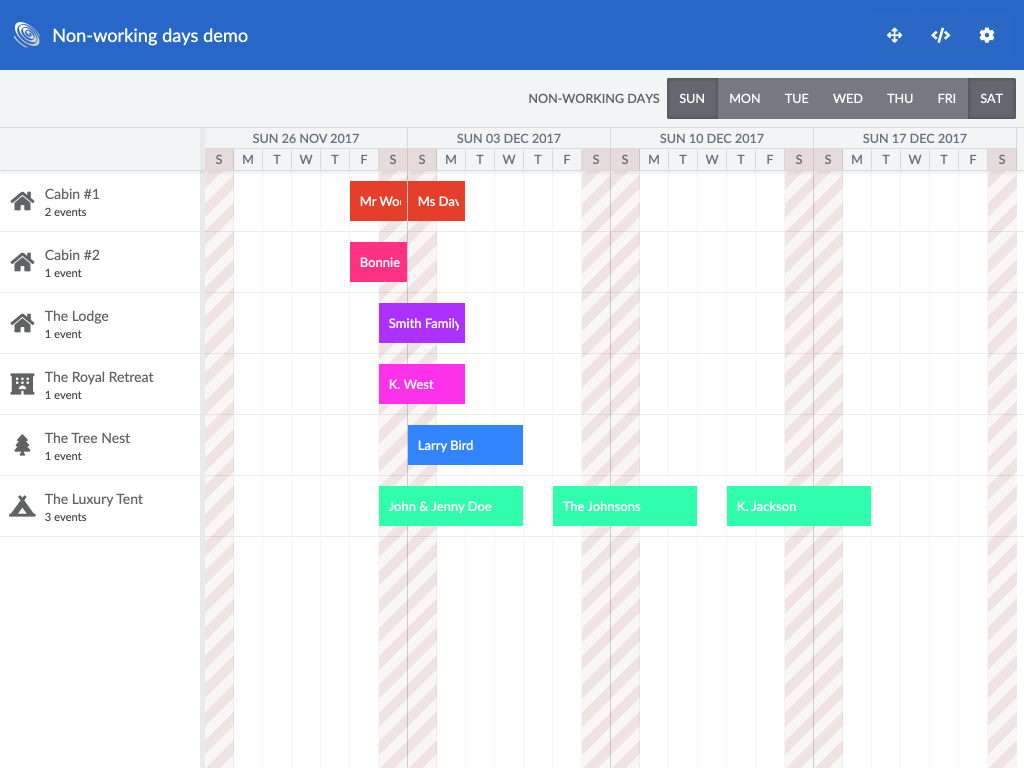 Non-working days demo
NON-WORKING DAYS SUN MON TUE WED THU FRI SAT
SUN 26 NOV 2017 SUN 03 DEC 2017 SUN 10 DEC 2017 SUN 17 DEC 2017
S M T W T F S S M T W T F S S M T W T F S S M T W T F S
Cabin #1
2 events
Mr Woo Ms Dav
Cabin #2
1 event
Bonnie
The Lodge
1 event
Smith Family
The Royal Retreat
1 event
K. West
The Tree Nest
1 event
Larry Bird
The Luxury Tent
3 events
John & Jenny Doe The Johnsons K. Jackson